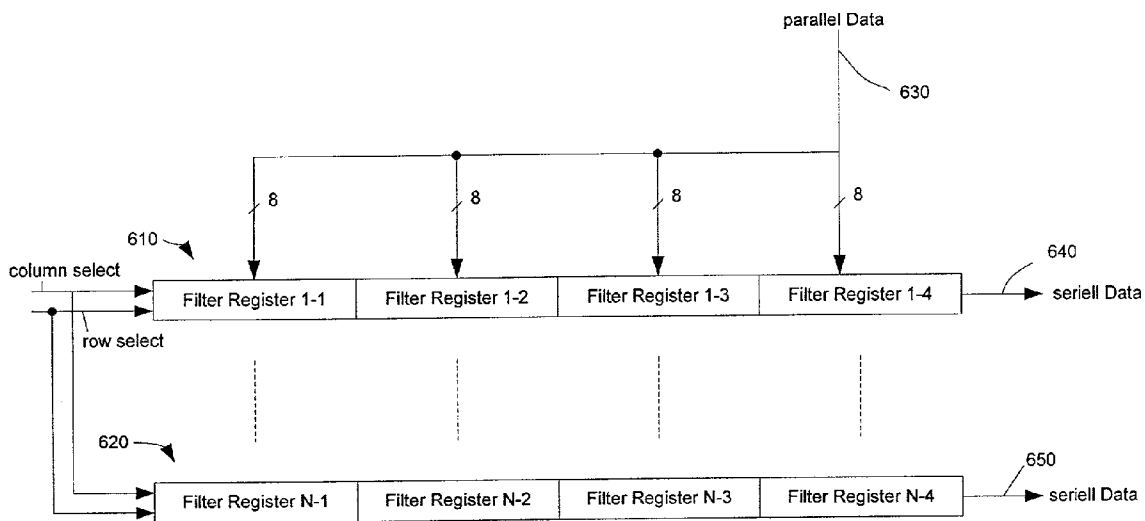 parallel Data
630
8 8 8 8
610
column select
640
Filter Register 1-1 Filter Register 1-2 Filter Register 1-3 Filter Register 1-4
seriell Data
row select
620
650
Filter Register N-1 Filter Register N-2 Filter Register N-3 Filter Register N-4
seriell Data